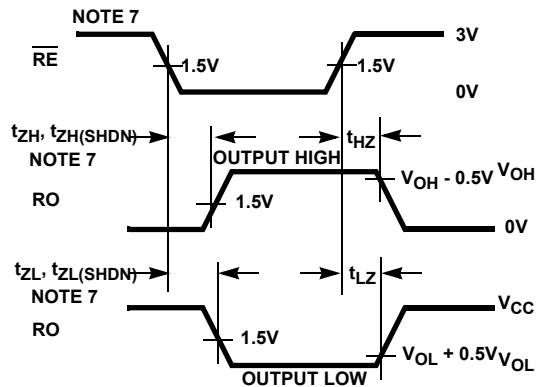 NOTE 7
RE
3V
1.5V
1.5V
0V
tZH, tZH(SHDN)
NOTE 7
tHZ
OUTPUT HIGH
VOH
VOH - 0.5V
RO
1.5V
0V
tZL, tZL(SHDN)
NOTE 7
tLZ
RO
VCC
1.5V
VOL + 0.5V
VOL
OUTPUT LOW